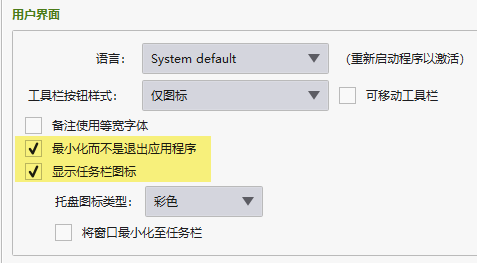 用户界面
语言： System default (重新启动程序以激活)
工具栏按钮样式： 仅图标 可移动工具栏
备注使用等宽字体
最小化而不是退出应用程序
显示任务栏图标
托盘图标类型： 彩色
将窗口最小化至任务栏